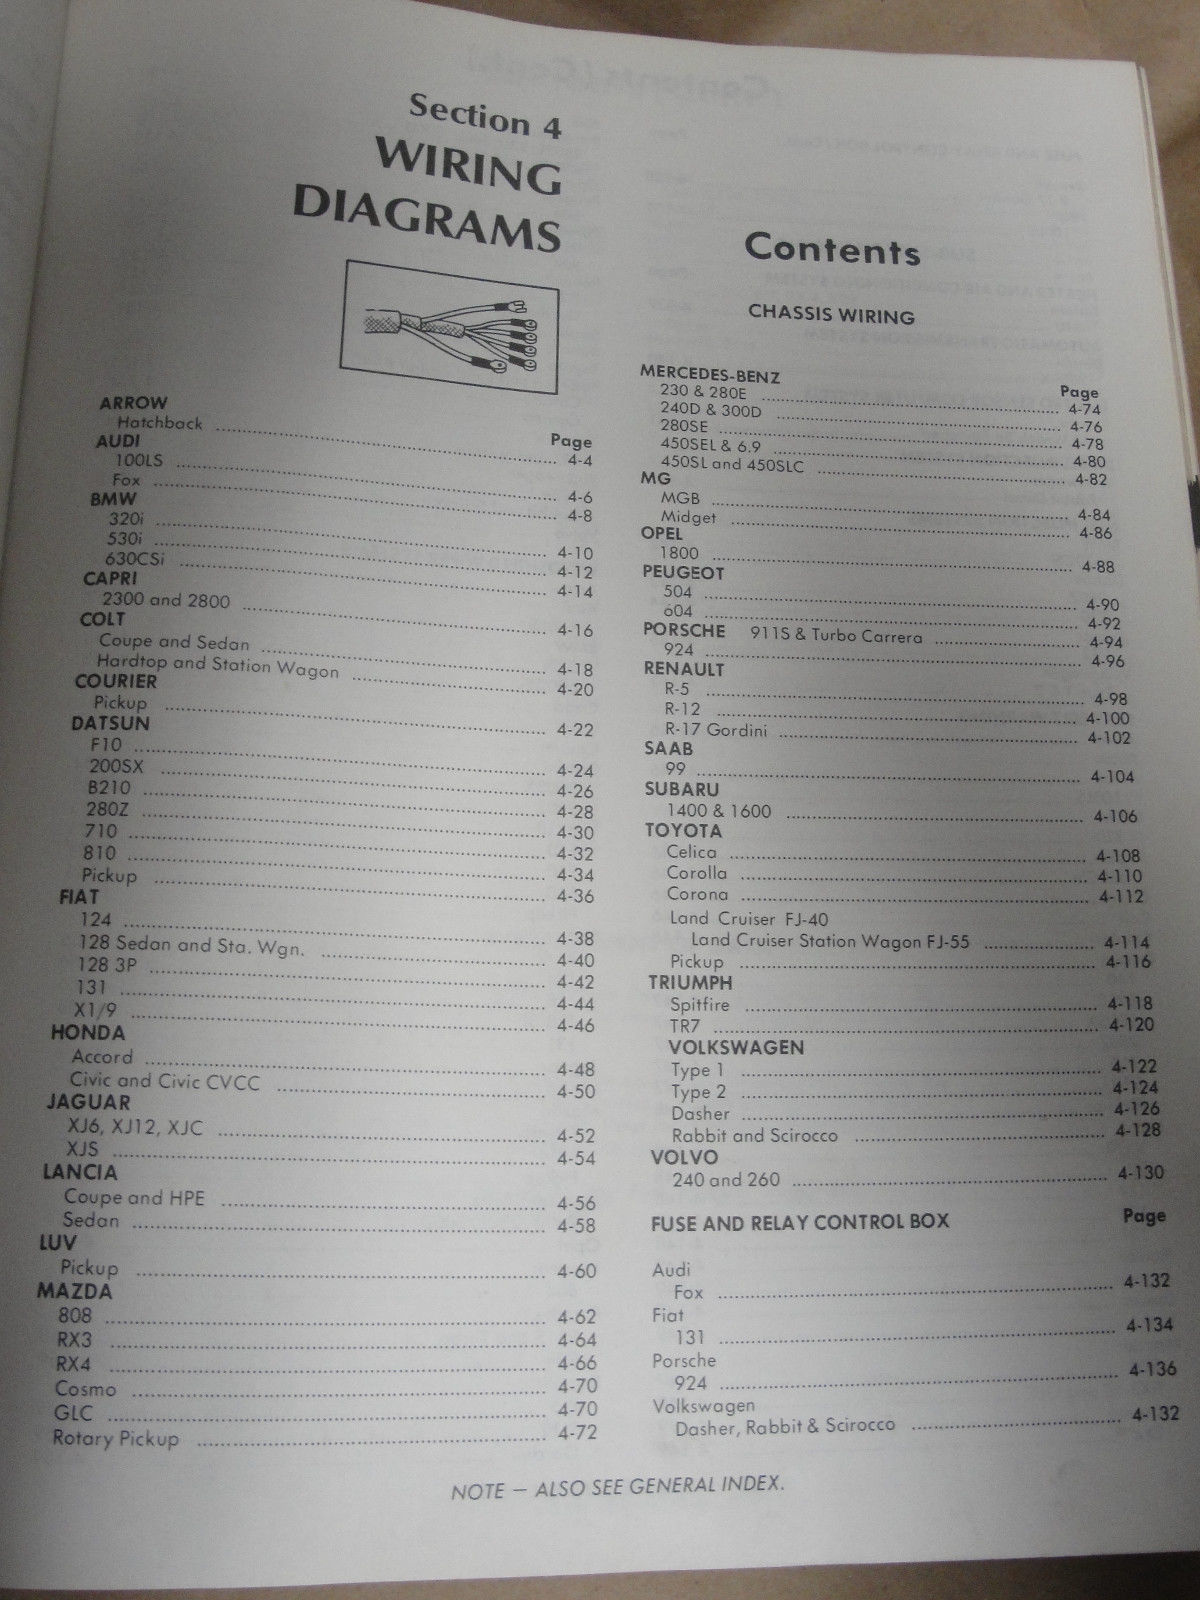 Section 4
WIRING
DIAGRAMS
Contents
CHASSIS WIRING
ARROW
Page
Hatchback 4-4
AUDI
100LS 4-6
Fox 4-8
BMW
320i 4-10
530i 4-12
630CSi 4-14
CAPRI
2300 and 2800 4-16
COLT
Coupe and Sedan 4-18
Hardtop and Station Wagon 4-20
COURIER
Pickup 4-22
DATSUN
F10 4-24
200SX 4-26
B210 4-28
280Z 4-30
710 4-32
810 4-34
Pickup 4-36
FIAT
124 4-38
128 Sedan and Sta. Wgn. 4-40
128 3P 4-42
131 4-44
X1/9 4-46
HONDA
Accord 4-48
Civic and Civic CVCC 4-50
JAGUAR
XJ6, XJ12, XJC 4-52
XJS 4-54
LANCIA
Coupe and HPE 4-56
Sedan 4-58
LUV
Pickup 4-60
MAZDA
808 4-62
RX3 4-64
RX4 4-66
Cosmo 4-70
GLC 4-70
Rotary Pickup 4-72
MERCEDES-BENZ
Page
230 & 280E 4-74
240D & 300D 4-76
280SE 4-78
450SEL & 6.9 4-80
450SL and 450SLC 4-82
MG
MGB 4-84
Midget 4-86
OPEL
1800 4-88
PEUGEOT
504 4-90
604 4-92
PORSCHE 911S & Turbo Carrera 4-94
924 4-96
RENAULT
R-5 4-98
R-12 4-100
R-17 Gordini 4-102
SAAB
99 4-104
SUBARU
1400 & 1600 4-106
TOYOTA
Celica 4-108
Corolla 4-110
Corona 4-112
Land Cruiser FJ-40
Land Cruiser Station Wagon FJ-55 4-114
Pickup 4-116
TRIUMPH
Spitfire 4-118
TR7 4-120
VOLKSWAGEN
Type 1 4-122
Type 2 4-124
Dasher 4-126
Rabbit and Scirocco 4-128
VOLVO
240 and 260 4-130
FUSE AND RELAY CONTROL BOX Page
Audi
Fox 4-132
Fiat
131 4-134
Porsche
924 4-136
Volkswagen
Dasher, Rabbit & Scirocco 4-132
NOTE — ALSO SEE GENERAL INDEX.